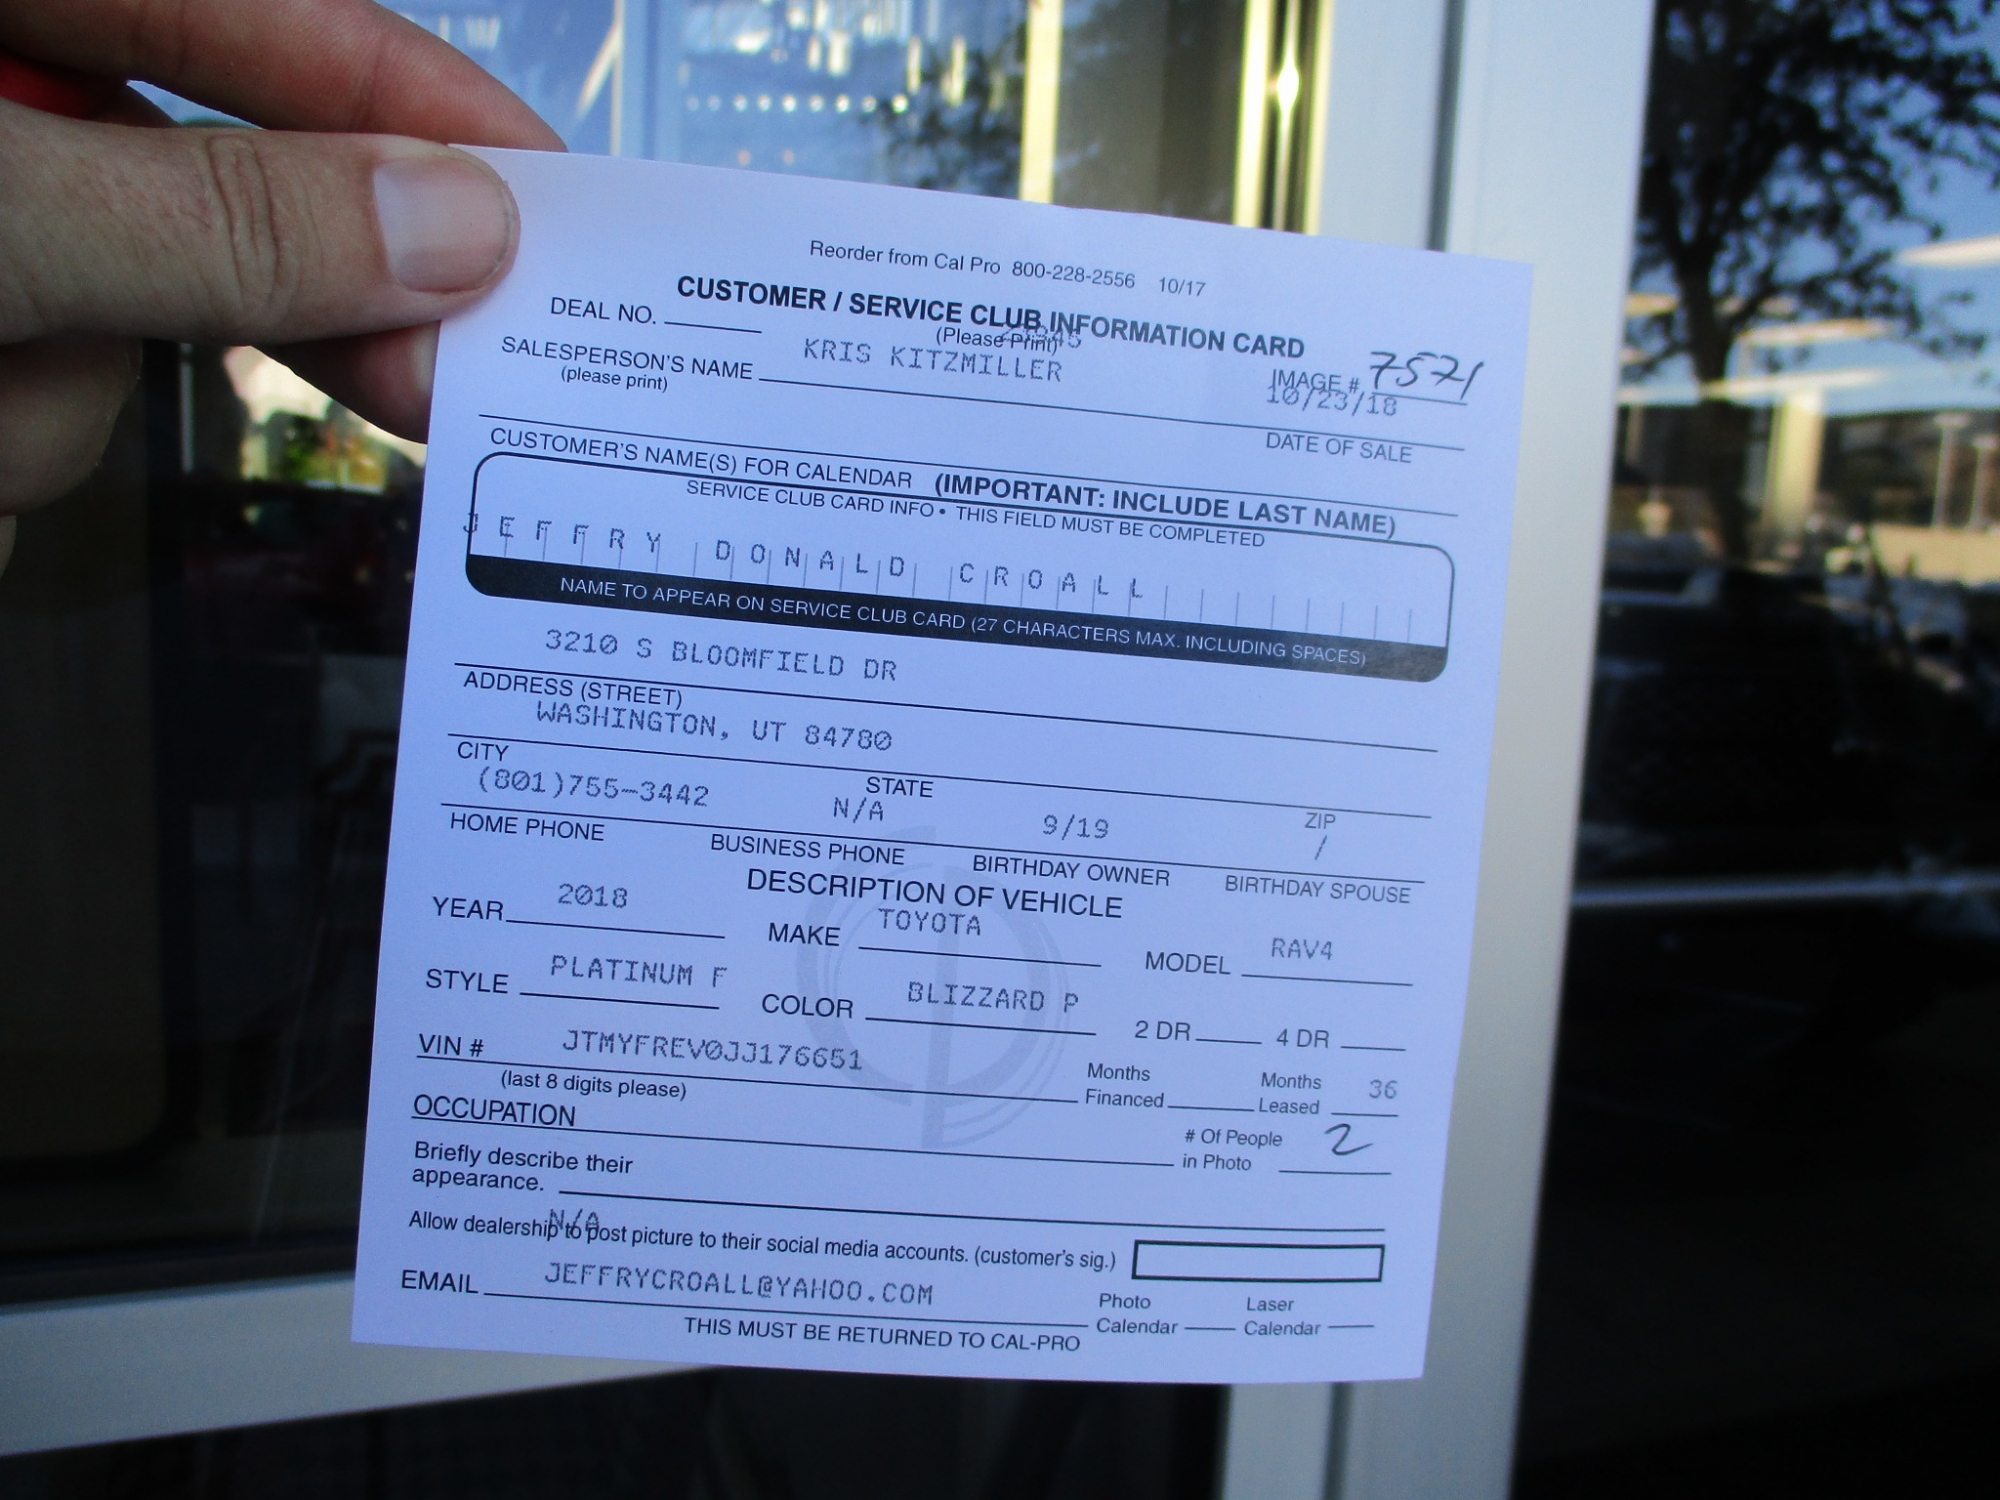 Reorder from Cal Pro 800-228-2556 10/17
CUSTOMER / SERVICE CLUB INFORMATION CARD
(Please Print)
DEAL NO.
SALESPERSON'S NAME KRIS KITZMILLER
(please print)
IMAGE # 7571
10/23/18
DATE OF SALE
CUSTOMER'S NAME(S) FOR CALENDAR (IMPORTANT: INCLUDE LAST NAME)
SERVICE CLUB CARD INFO • THIS FIELD MUST BE COMPLETED
JEFFRY DONALD CROALL
NAME TO APPEAR ON SERVICE CLUB CARD (27 CHARACTERS MAX. INCLUDING SPACES)
3210 S BLOOMFIELD DR
ADDRESS (STREET)
WASHINGTON, UT 84780
CITY STATE ZIP
(801)755-3442 N/A 9/19 /
HOME PHONE BUSINESS PHONE BIRTHDAY OWNER BIRTHDAY SPOUSE
DESCRIPTION OF VEHICLE
YEAR 2018 MAKE TOYOTA MODEL RAV4
STYLE PLATINUM F COLOR BLIZZARD P 2 DR 4 DR
VIN # JTMYFREV0JJ176651
(last 8 digits please)
Months Financed Months Leased 36
OCCUPATION
# Of People in Photo 2
Briefly describe their
appearance.
N/A
Allow dealership to post picture to their social media accounts. (customer's sig.)
EMAIL JEFFRYCROALL@YAHOO.COM
Photo Calendar Laser Calendar
THIS MUST BE RETURNED TO CAL-PRO